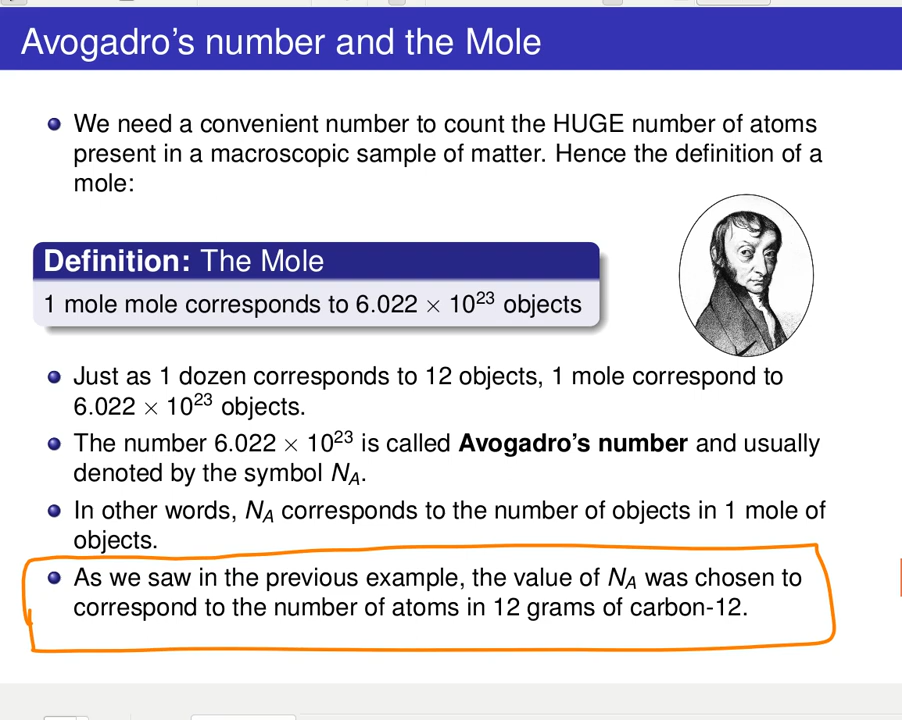 Avogadro's number and the Mole
We need a convenient number to count the HUGE number of atoms
present in a macroscopic sample of matter. Hence the definition of a
mole:
Definition: The Mole
1 mole mole corresponds to 6.022 × 10²³ objects
Just as 1 dozen corresponds to 12 objects, 1 mole correspond to
6.022 × 10²³ objects.
The number 6.022 × 10²³ is called Avogadro's number and usually
denoted by the symbol N_A.
In other words, N_A corresponds to the number of objects in 1 mole of
objects.
As we saw in the previous example, the value of N_A was chosen to
correspond to the number of atoms in 12 grams of carbon-12.